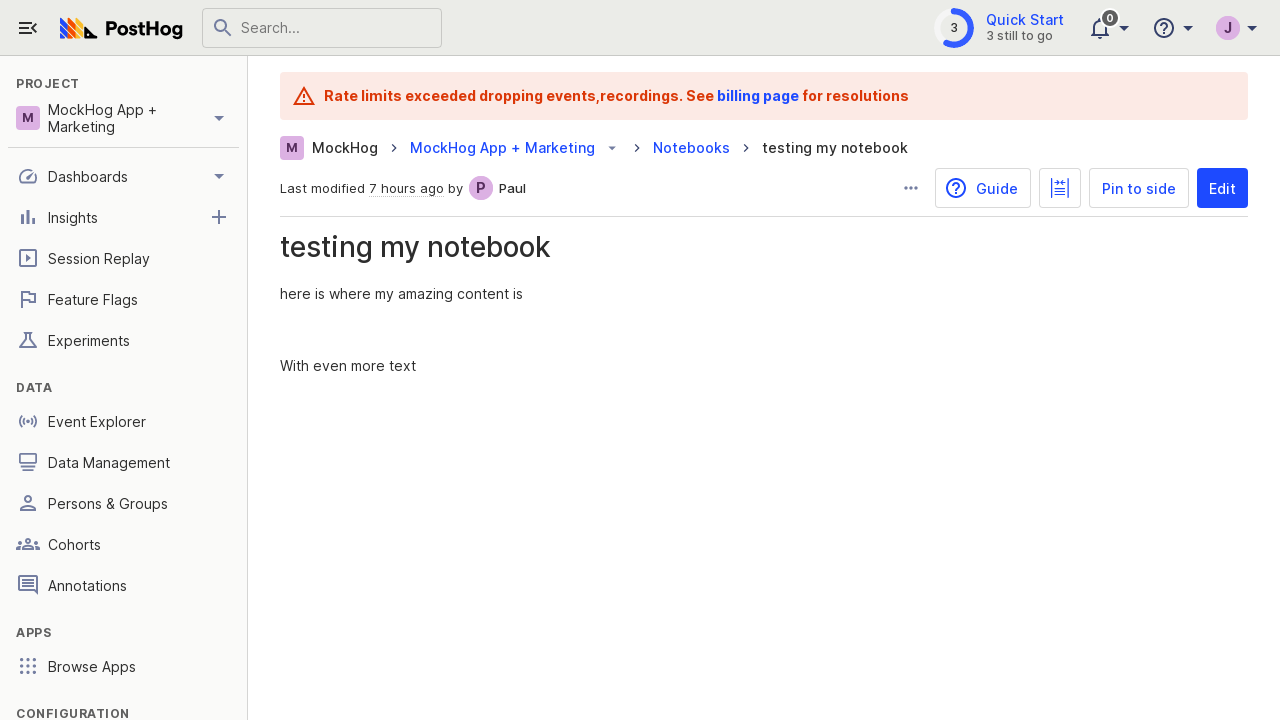 PostHog
Search...
3
Quick Start
3 still to go
0
J
PROJECT
M
MockHog App +
Marketing
Dashboards
Insights
Session Replay
Feature Flags
Experiments
DATA
Event Explorer
Data Management
Persons & Groups
Cohorts
Annotations
APPS
Browse Apps
CONFIGURATION
Rate limits exceeded dropping events,recordings. See billing page for resolutions
M MockHog > MockHog App + Marketing > Notebooks > testing my notebook
Last modified 7 hours ago by P Paul
Guide
Pin to side
Edit
testing my notebook
here is where my amazing content is
With even more text